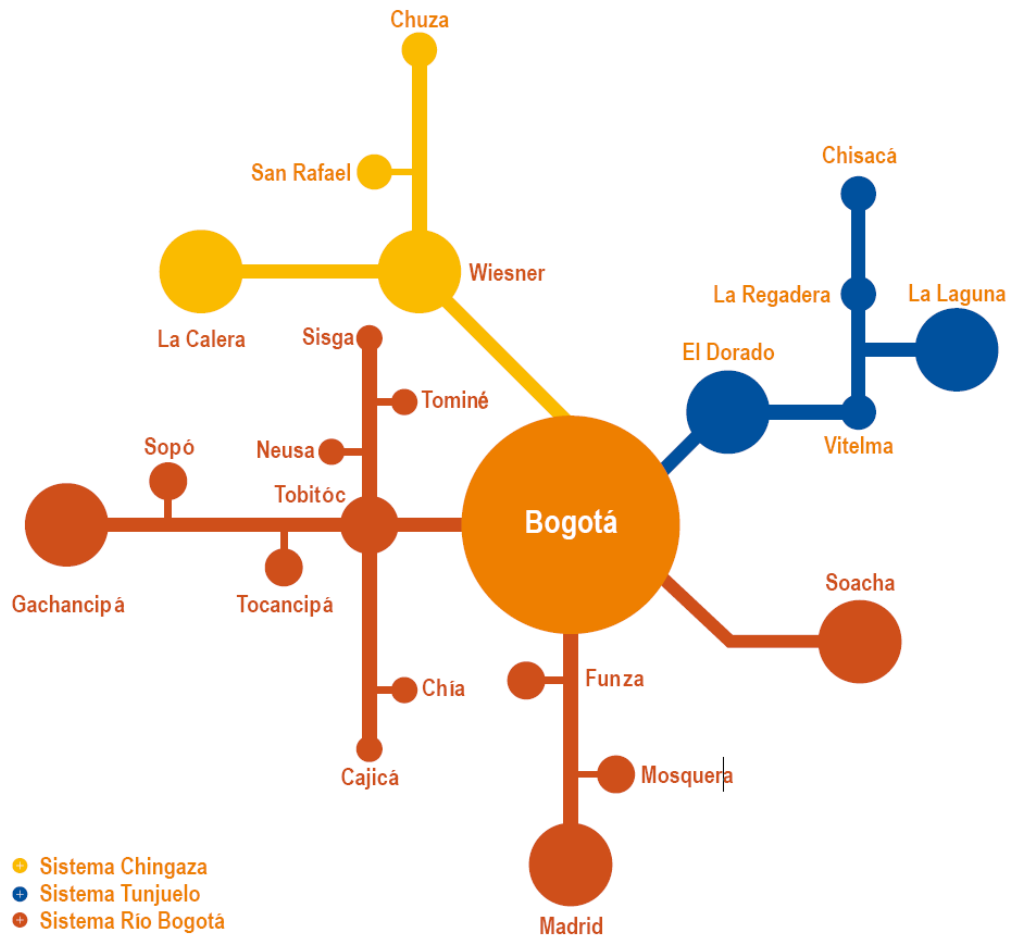 Chuza
Chisacá
San Rafael
Wiesner
La Regadera
La Laguna
La Calera
Sisga
El Dorado
Tominé
Sopó
Neusa
Vitelma
Tobitóc
Bogotá
Gachancipá
Tocancipá
Soacha
Chía
Funza
Cajicá
Mosquera
Sistema Chingaza
Sistema Tunjuelo
Sistema Río Bogotá
Madrid